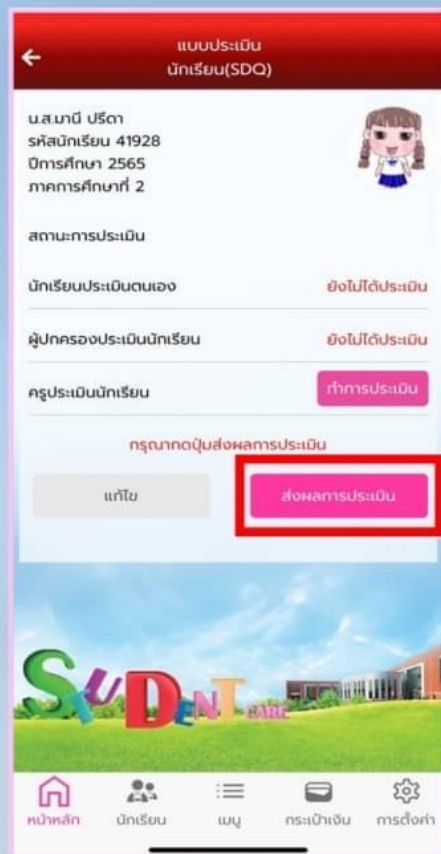 แบบประเมิน
นักเรียน(SDQ)
น.ส.มานี ปรีดา
รหัสนักเรียน 41928
ปีการศึกษา 2565
ภาคการศึกษาที่ 2
สถานะการประเมิน
นักเรียนประเมินตนเอง ยังไม่ได้ประเมิน
ผู้ปกครองประเมินนักเรียน ยังไม่ได้ประเมิน
ครูประเมินนักเรียน ทำการประเมิน
กรุณากดปุ่มส่งผลการประเมิน
แก้ไข ส่งผลการประเมิน
STUDENT CARE
หน้าหลัก นักเรียน เมนู กระเป๋าเงิน การตั้งค่า